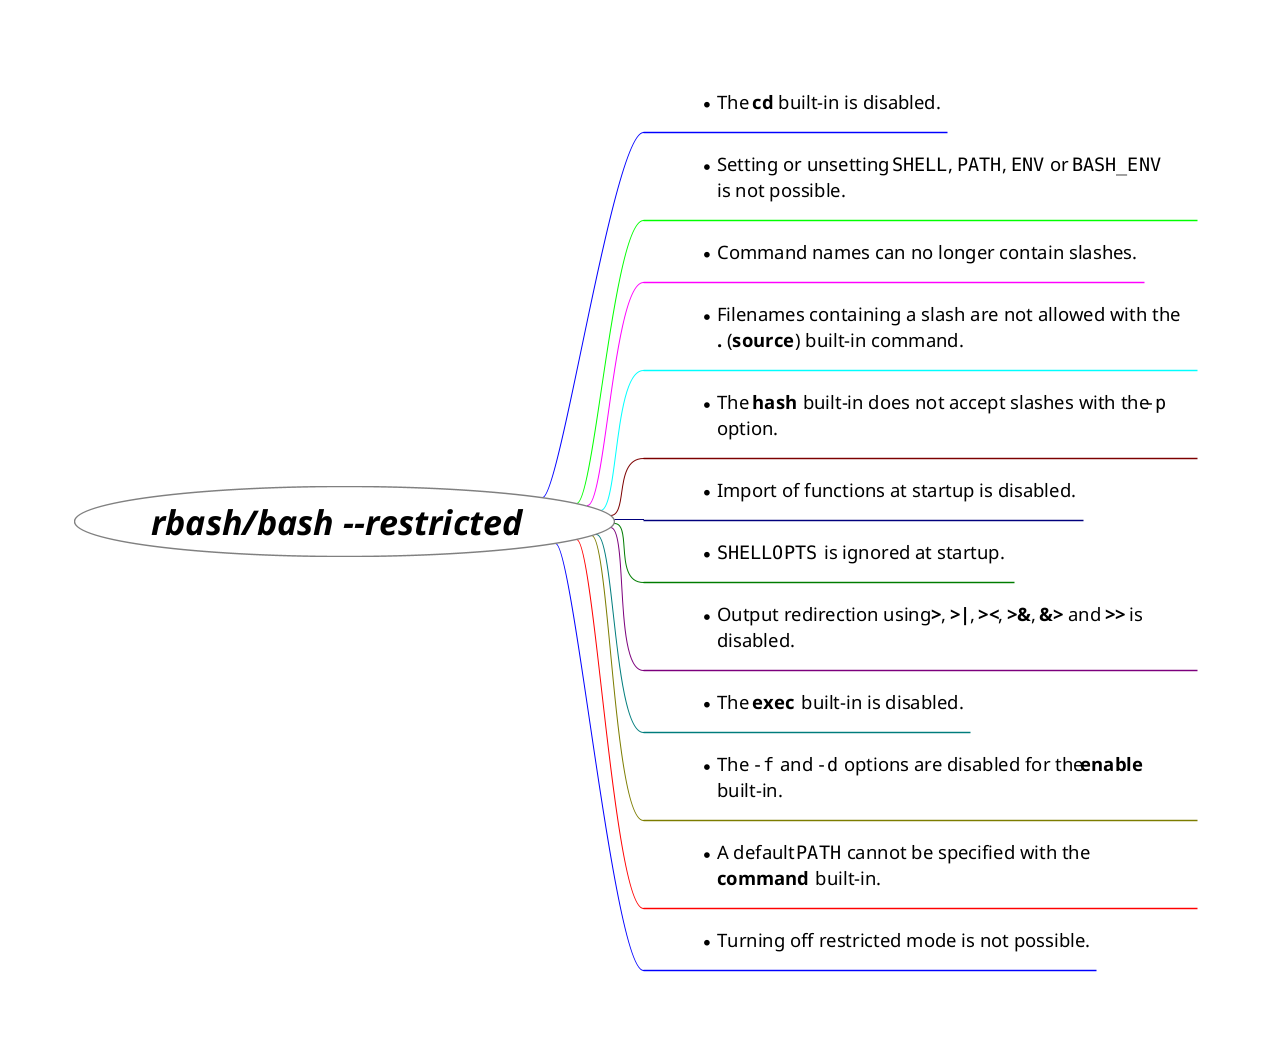 • The cd built-in is disabled.
• Setting or unsetting SHELL, PATH, ENV or BASH_ENV
is not possible.
• Command names can no longer contain slashes.
• Filenames containing a slash are not allowed with the
. (source) built-in command.
• The hash built-in does not accept slashes with the -p
option.
rbash/bash --restricted
• Import of functions at startup is disabled.
• SHELLOPTS is ignored at startup.
• Output redirection using >, >|, ><, >&, &> and >> is
disabled.
• The exec built-in is disabled.
• The -f and -d options are disabled for the enable
built-in.
• A default PATH cannot be specified with the
command built-in.
• Turning off restricted mode is not possible.